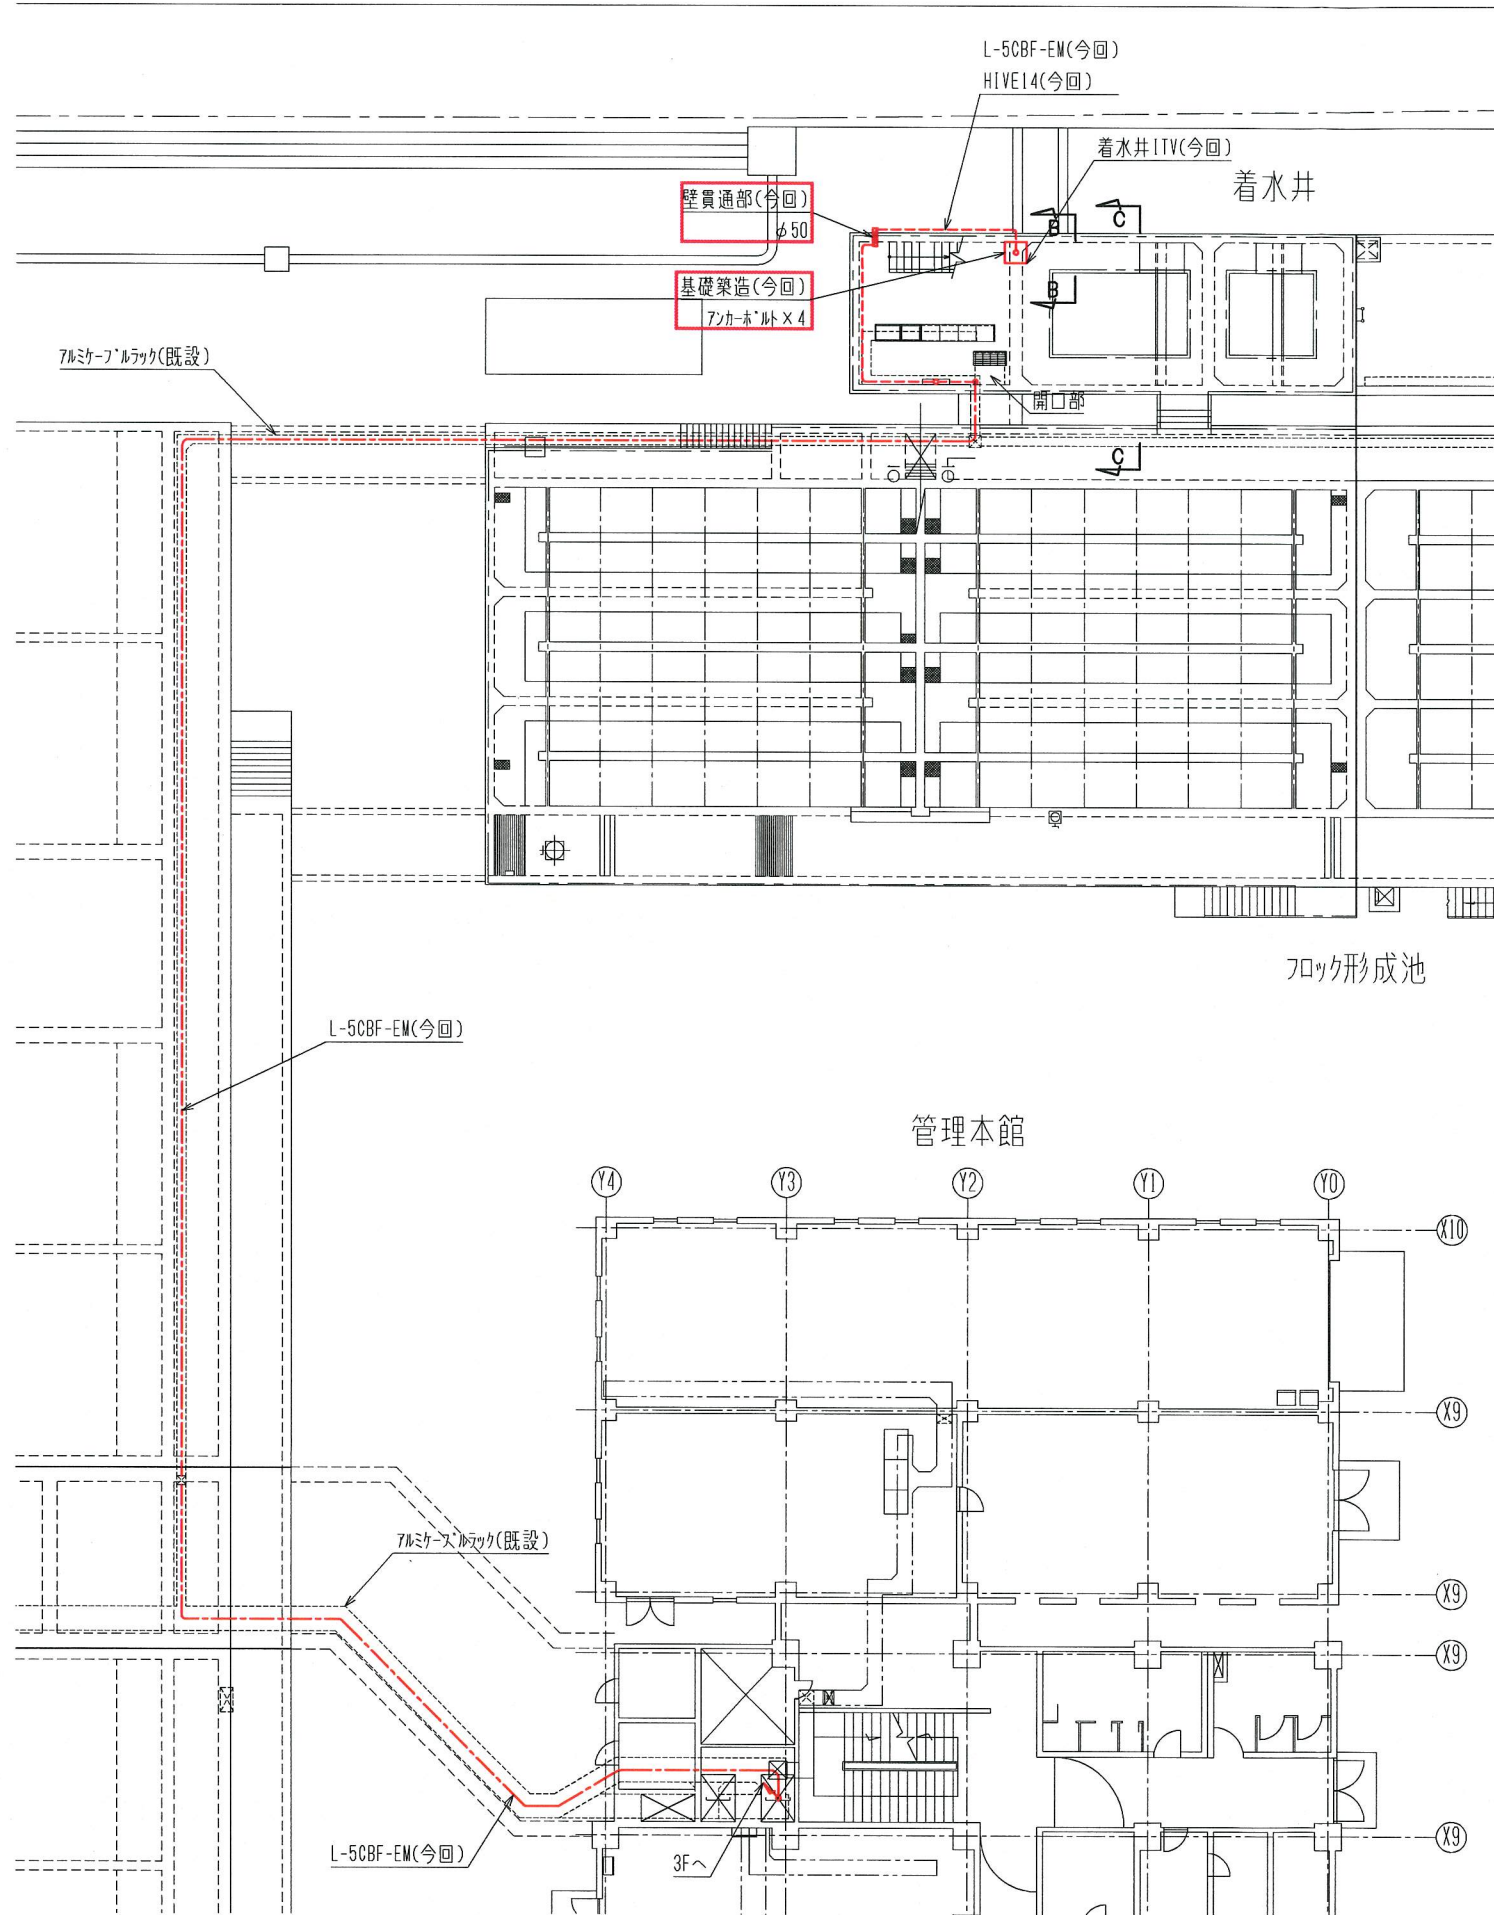 L-5CBF-EM(今回)
HIVE14(今回)
着水井ITV(今回)
着水井
壁貫通部(今回)
φ50
B
C
基礎築造(今回)
アンカーボルト×4
B
アルミケーブルラック(既設)
開口部
C
フロック形成池
L-5CBF-EM(今回)
管理本館
Y4
Y3
Y2
Y1
Y0
X10
X9
アルミケーブルラック(既設)
X9
X9
L-5CBF-EM(今回)
3Fへ
X9